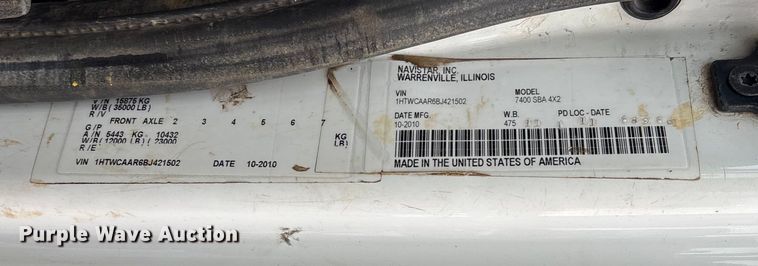 V/N 15876 KG
W/B( 35000 LB)
R/V
FRONT AXLE 2 3 4 5 6 7
G/P
A/N 5443 KG 10432 KG
W/B( 12000 LB)( 23000 LB)
R/E
VIN 1HTWCAAR6BJ421502 DATE 10-2010
NAVISTAR, INC.
WARRENVILLE, ILLINOIS
VIN MODEL
1HTWCAAR6BJ421502 7400 SBA 4X2
DATE MFG. W.B. PD LOC - DATE
10-2010 475
MADE IN THE UNITED STATES OF AMERICA
Purple Wave Auction